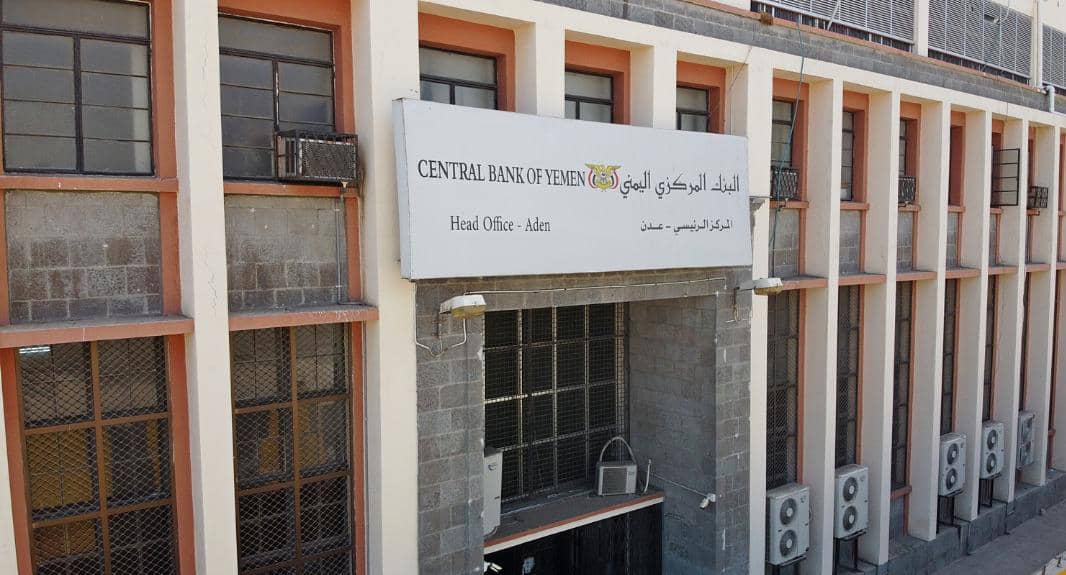 CENTRAL BANK OF YEMEN البنك المركزي اليمني
Head Office - Aden المركز الرئيسي - عدن